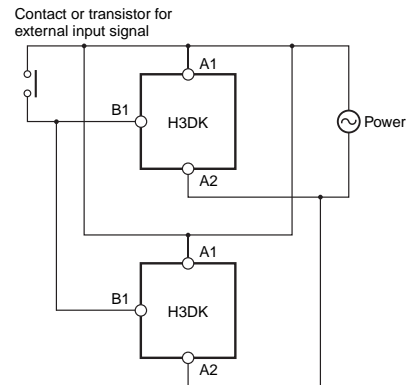 Contact or transistor for
external input signal
A1
B1
H3DK
Power
A2
A1
B1
H3DK
A2